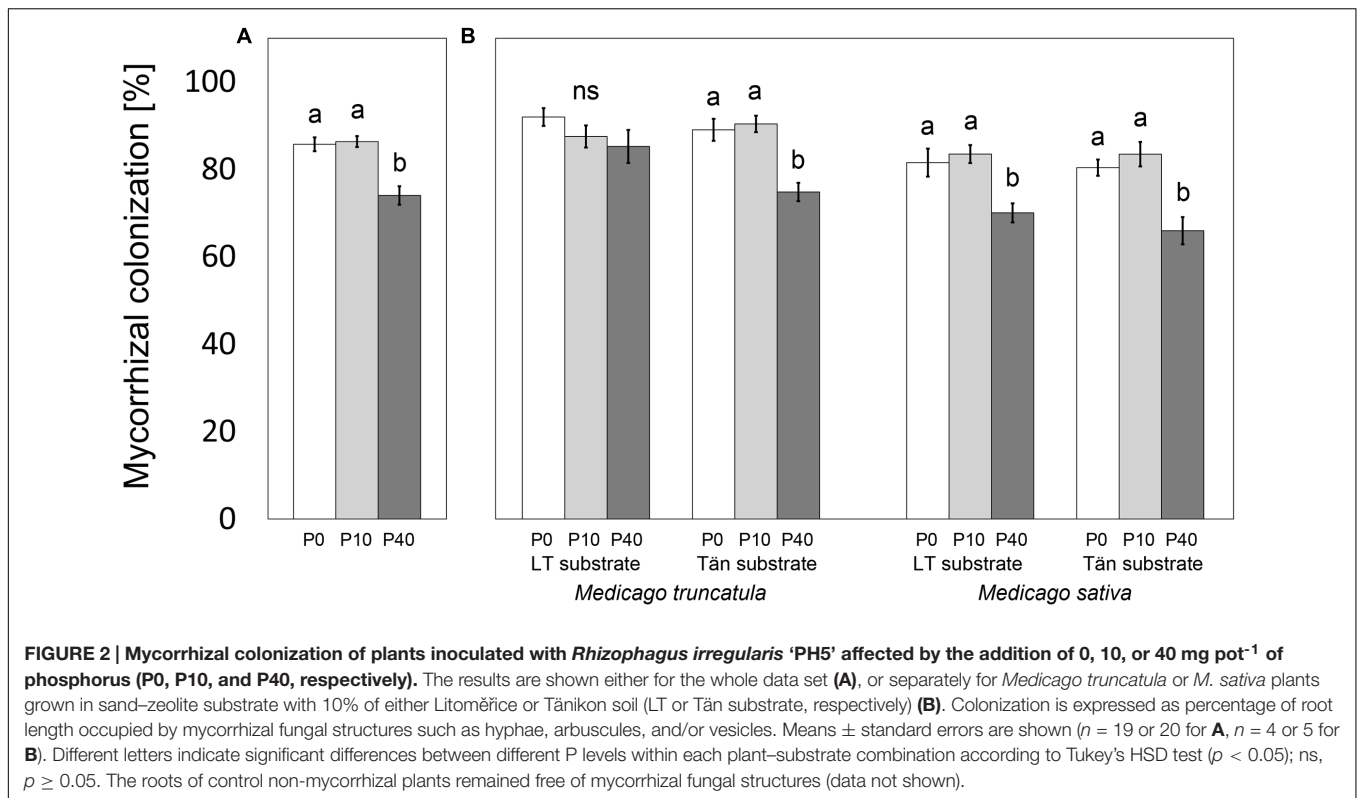 A
B
Mycorrhizal colonization [%]
100
80
60
40
20
0
a a b
ns
a a b
a a b
a a b
P0 P10 P40
P0 P10 P40
P0 P10 P40
P0 P10 P40
P0 P10 P40
LT substrate
Tän substrate
LT substrate
Tän substrate
Medicago truncatula
Medicago sativa
FIGURE 2 | Mycorrhizal colonization of plants inoculated with Rhizophagus irregularis ‘PH5’ affected by the addition of 0, 10, or 40 mg pot⁻¹ of
phosphorus (P0, P10, and P40, respectively). The results are shown either for the whole data set (A), or separately for Medicago truncatula or M. sativa plants
grown in sand–zeolite substrate with 10% of either Litoměřice or Tänikon soil (LT or Tän substrate, respectively) (B). Colonization is expressed as percentage of root
length occupied by mycorrhizal fungal structures such as hyphae, arbuscules, and/or vesicles. Means ± standard errors are shown (n = 19 or 20 for A, n = 4 or 5 for
B). Different letters indicate significant differences between different P levels within each plant–substrate combination according to Tukey’s HSD test (p < 0.05); ns,
p ≥ 0.05. The roots of control non-mycorrhizal plants remained free of mycorrhizal fungal structures (data not shown).